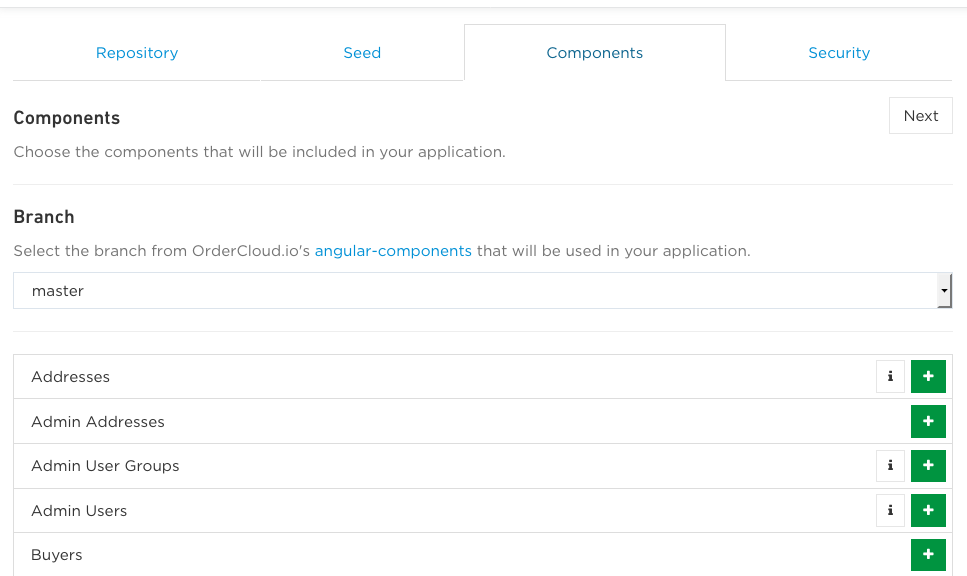 Repository Seed Components Security
Components Next
Choose the components that will be included in your application.
Branch
Select the branch from OrderCloud.io's angular-components that will be used in your application.
master
Addresses i +
Admin Addresses +
Admin User Groups i +
Admin Users i +
Buyers +